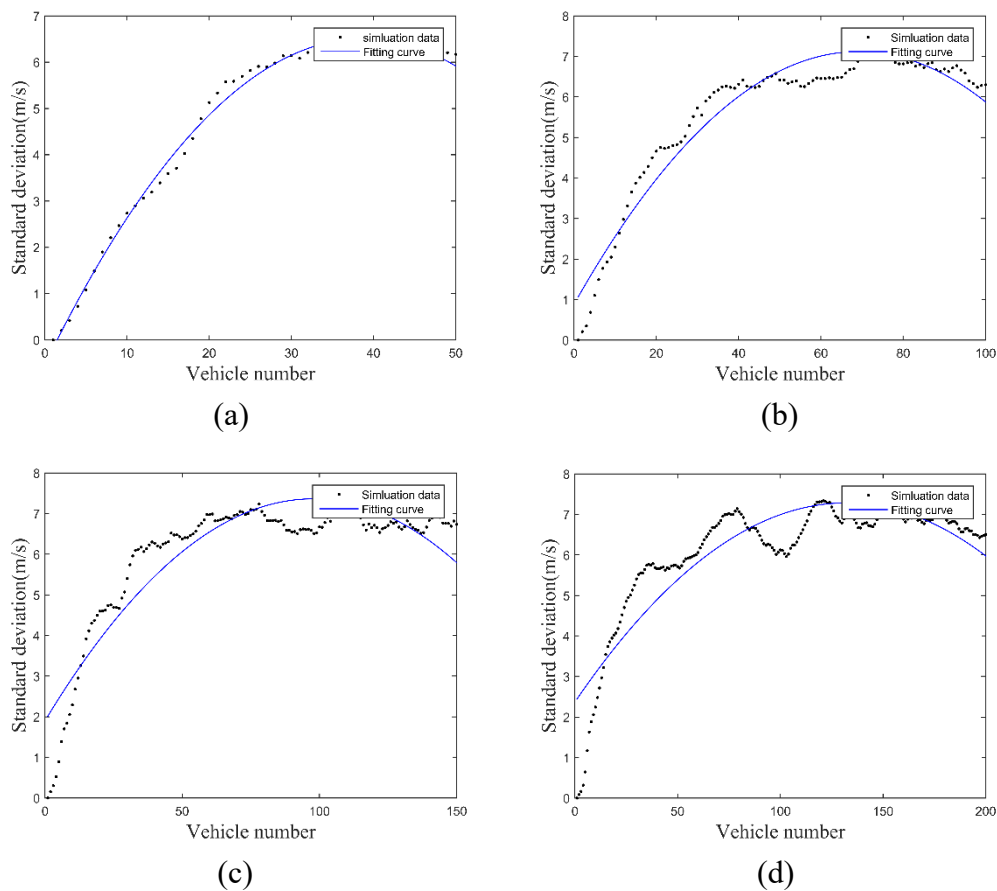 7
6
5
4
3
2
1
0
Standard deviation(m/s)
simluation data
Fitting curve
0 10 20 30 40 50
Vehicle number
(a)
8
7
6
5
4
3
2
1
0
Standard deviation(m/s)
Simluation data
Fitting curve
0 20 40 60 80 100
Vehicle number
(b)
8
7
6
5
4
3
2
1
0
Standard deviation(m/s)
Simluation data
Fitting curve
0 50 100 150
Vehicle number
(c)
8
7
6
5
4
3
2
1
0
Standard deviation(m/s)
Simluation data
Fitting curve
0 50 100 150 200
Vehicle number
(d)